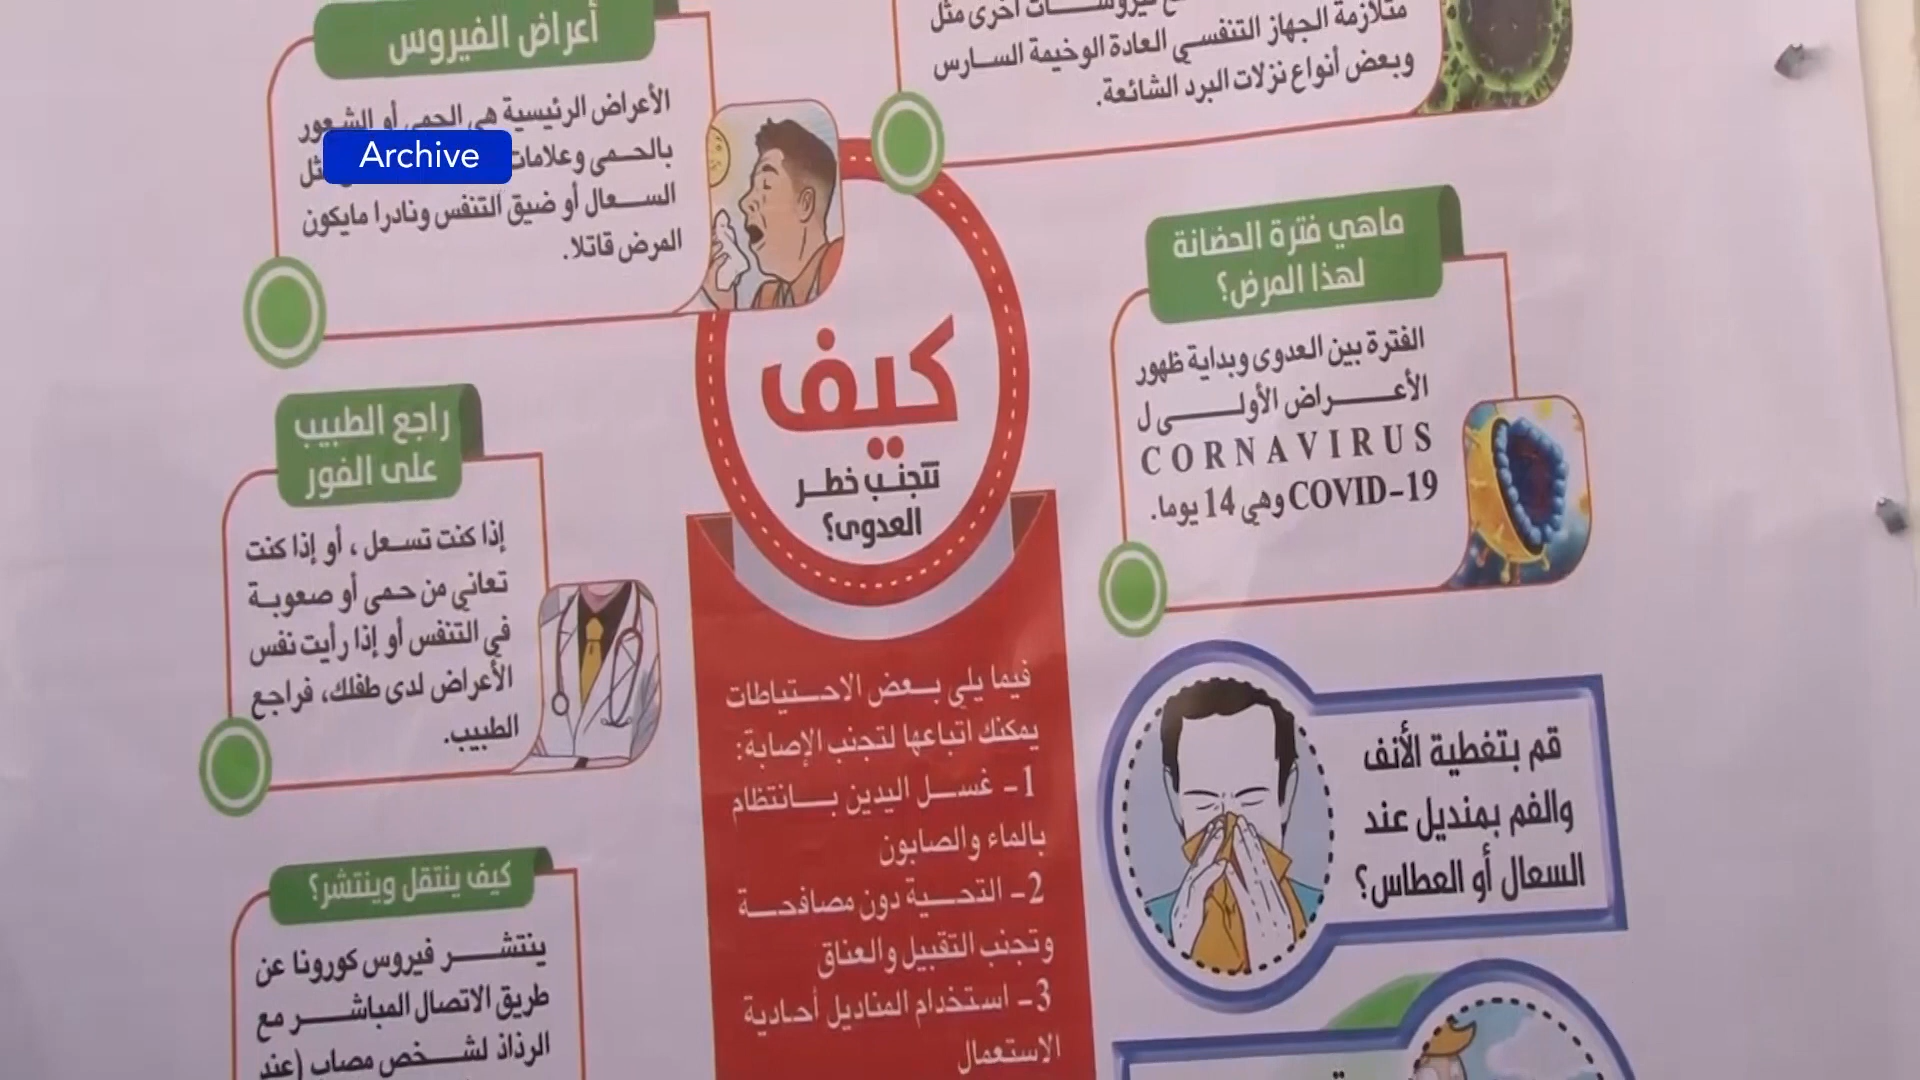 فيروسات أخرى مثل
متلازمة الجهاز التنفسي العادة الوخيمة السارس
وبعض أنواع نزلات البرد الشائعة.
أعراض الفيروس
الأعراض الرئيسية هي الحمى أو الشعور
بالحمى وعلامات
السعال أو ضيق التنفس ونادرا مايكون
المرض قاتلا.
Archive
ماهي فترة الحضانة
لهذا المرض؟
الفترة بين العدوى وبداية ظهور
الأعراض الأولى ل
CORNAVIRUS
COVID-19 وهي 14 يوما.
كيف
تتجنب خطر
العدوى؟
فيما يلي بعض الاحتياطات
يمكنك اتباعها لتجنب الإصابة:
1- غسل اليدين بانتظام
بالماء والصابون
2- التحية دون مصافحة
وتجنب التقبيل والعناق
3- استخدام المناديل أحادية
الاستعمال
راجع الطبيب
على الفور
إذا كنت تسعل، أو إذا كنت
تعاني من حمى أو صعوبة
في التنفس أو إذا رأيت نفس
الأعراض لدى طفلك، فراجع
الطبيب.
قم بتغطية الأنف
والفم بمنديل عند
السعال أو العطاس؟
كيف ينتقل وينتشر؟
ينتشر فيروس كورونا عن
طريق الاتصال المباشر مع
الرذاذ لشخص مصاب (عند